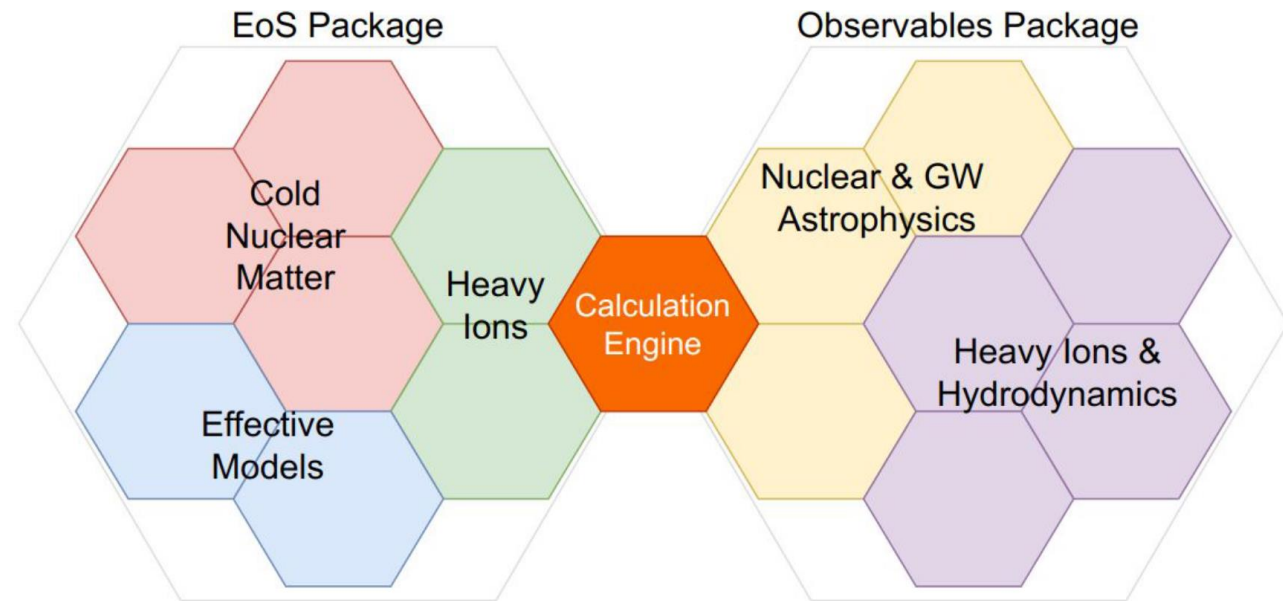 EoS Package
Observables Package
Cold
Nuclear
Matter
Effective
Models
Heavy
Ions
Calculation
Engine
Nuclear & GW
Astrophysics
Heavy Ions &
Hydrodynamics